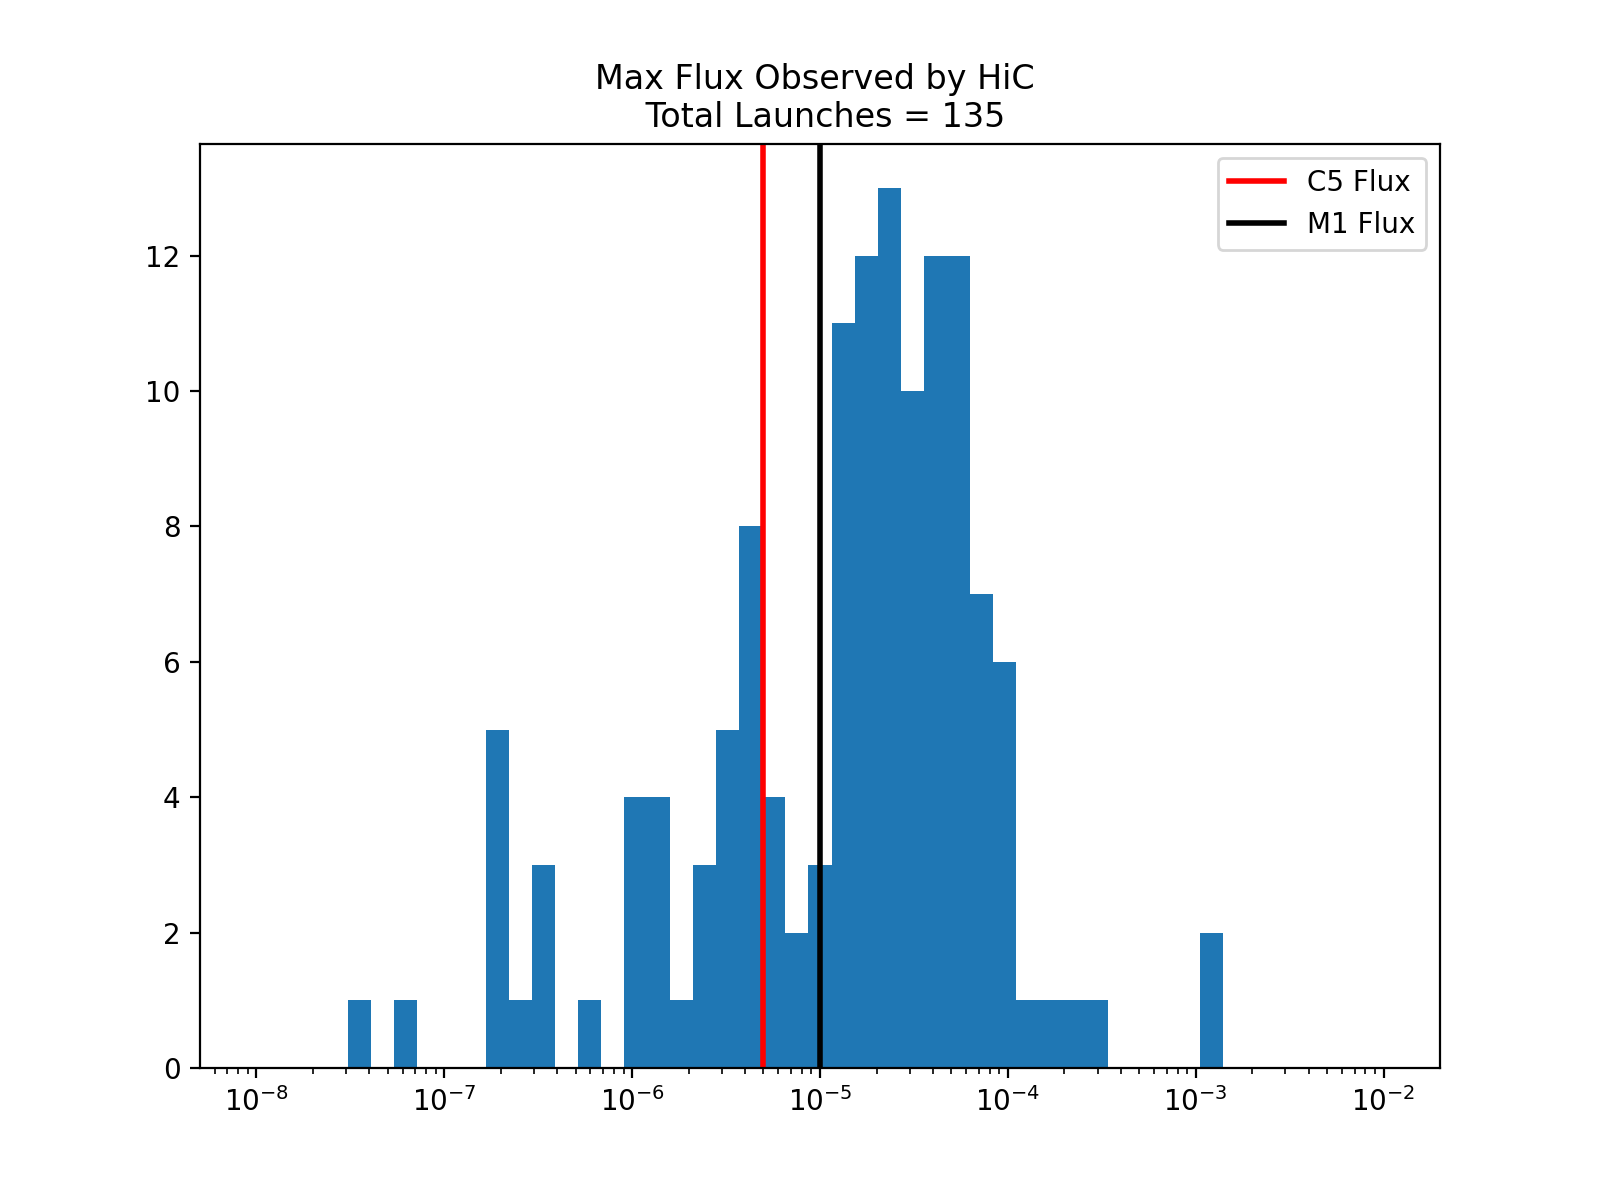 Max Flux Observed by HiC
Total Launches = 135
C5 Flux
M1 Flux
12
10
8
6
4
2
0
10⁻⁸ 10⁻⁷ 10⁻⁶ 10⁻⁵ 10⁻⁴ 10⁻³ 10⁻²